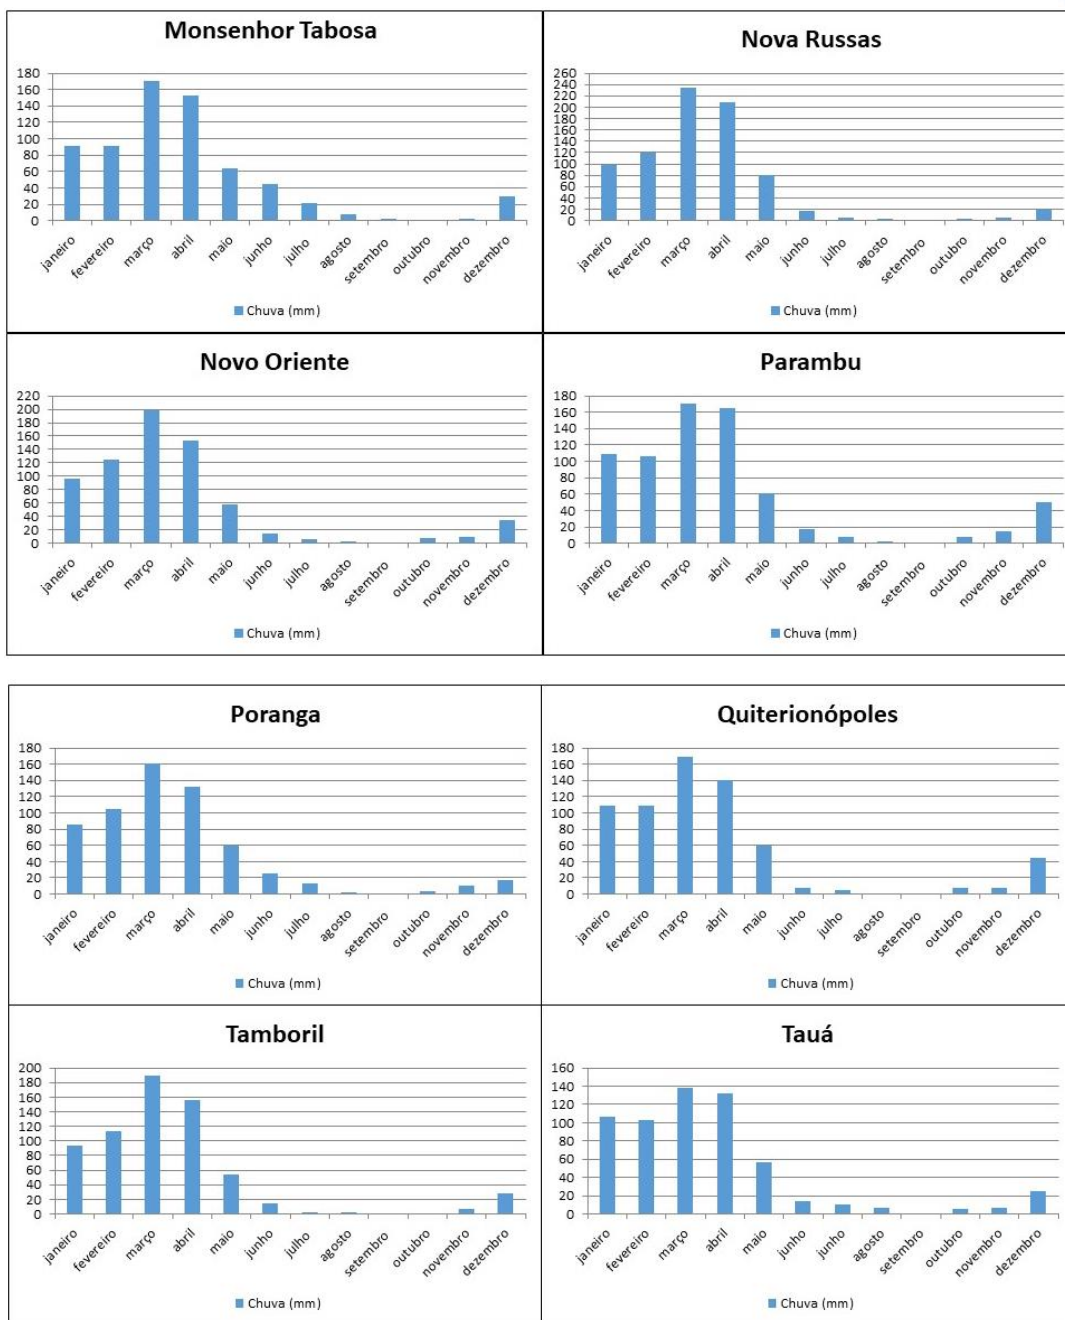 Monsenhor Tabosa
180
160
140
120
100
80
60
40
20
0
janeiro
fevereiro
março
abril
maio
junho
julho
agosto
setembro
outubro
novembro
dezembro
Chuva (mm)
Nova Russas
260
240
220
200
180
160
140
120
100
80
60
40
20
0
janeiro
fevereiro
março
abril
maio
junho
julho
agosto
setembro
outubro
novembro
dezembro
Chuva (mm)
Novo Oriente
220
200
180
160
140
120
100
80
60
40
20
0
janeiro
fevereiro
março
abril
maio
junho
julho
agosto
setembro
outubro
novembro
dezembro
Chuva (mm)
Parambu
180
160
140
120
100
80
60
40
20
0
janeiro
fevereiro
março
abril
maio
junho
julho
agosto
setembro
outubro
novembro
dezembro
Chuva (mm)
Poranga
180
160
140
120
100
80
60
40
20
0
janeiro
fevereiro
março
abril
maio
junho
julho
agosto
setembro
outubro
novembro
dezembro
Chuva (mm)
Quiterionópoles
180
160
140
120
100
80
60
40
20
0
janeiro
fevereiro
março
abril
maio
junho
julho
agosto
setembro
outubro
novembro
dezembro
Chuva (mm)
Tamboril
200
180
160
140
120
100
80
60
40
20
0
janeiro
fevereiro
março
abril
maio
junho
julho
agosto
setembro
outubro
novembro
dezembro
Chuva (mm)
Tauá
160
140
120
100
80
60
40
20
0
janeiro
fevereiro
março
abril
maio
junho
junho
agosto
setembro
outubro
novembro
dezembro
Chuva (mm)